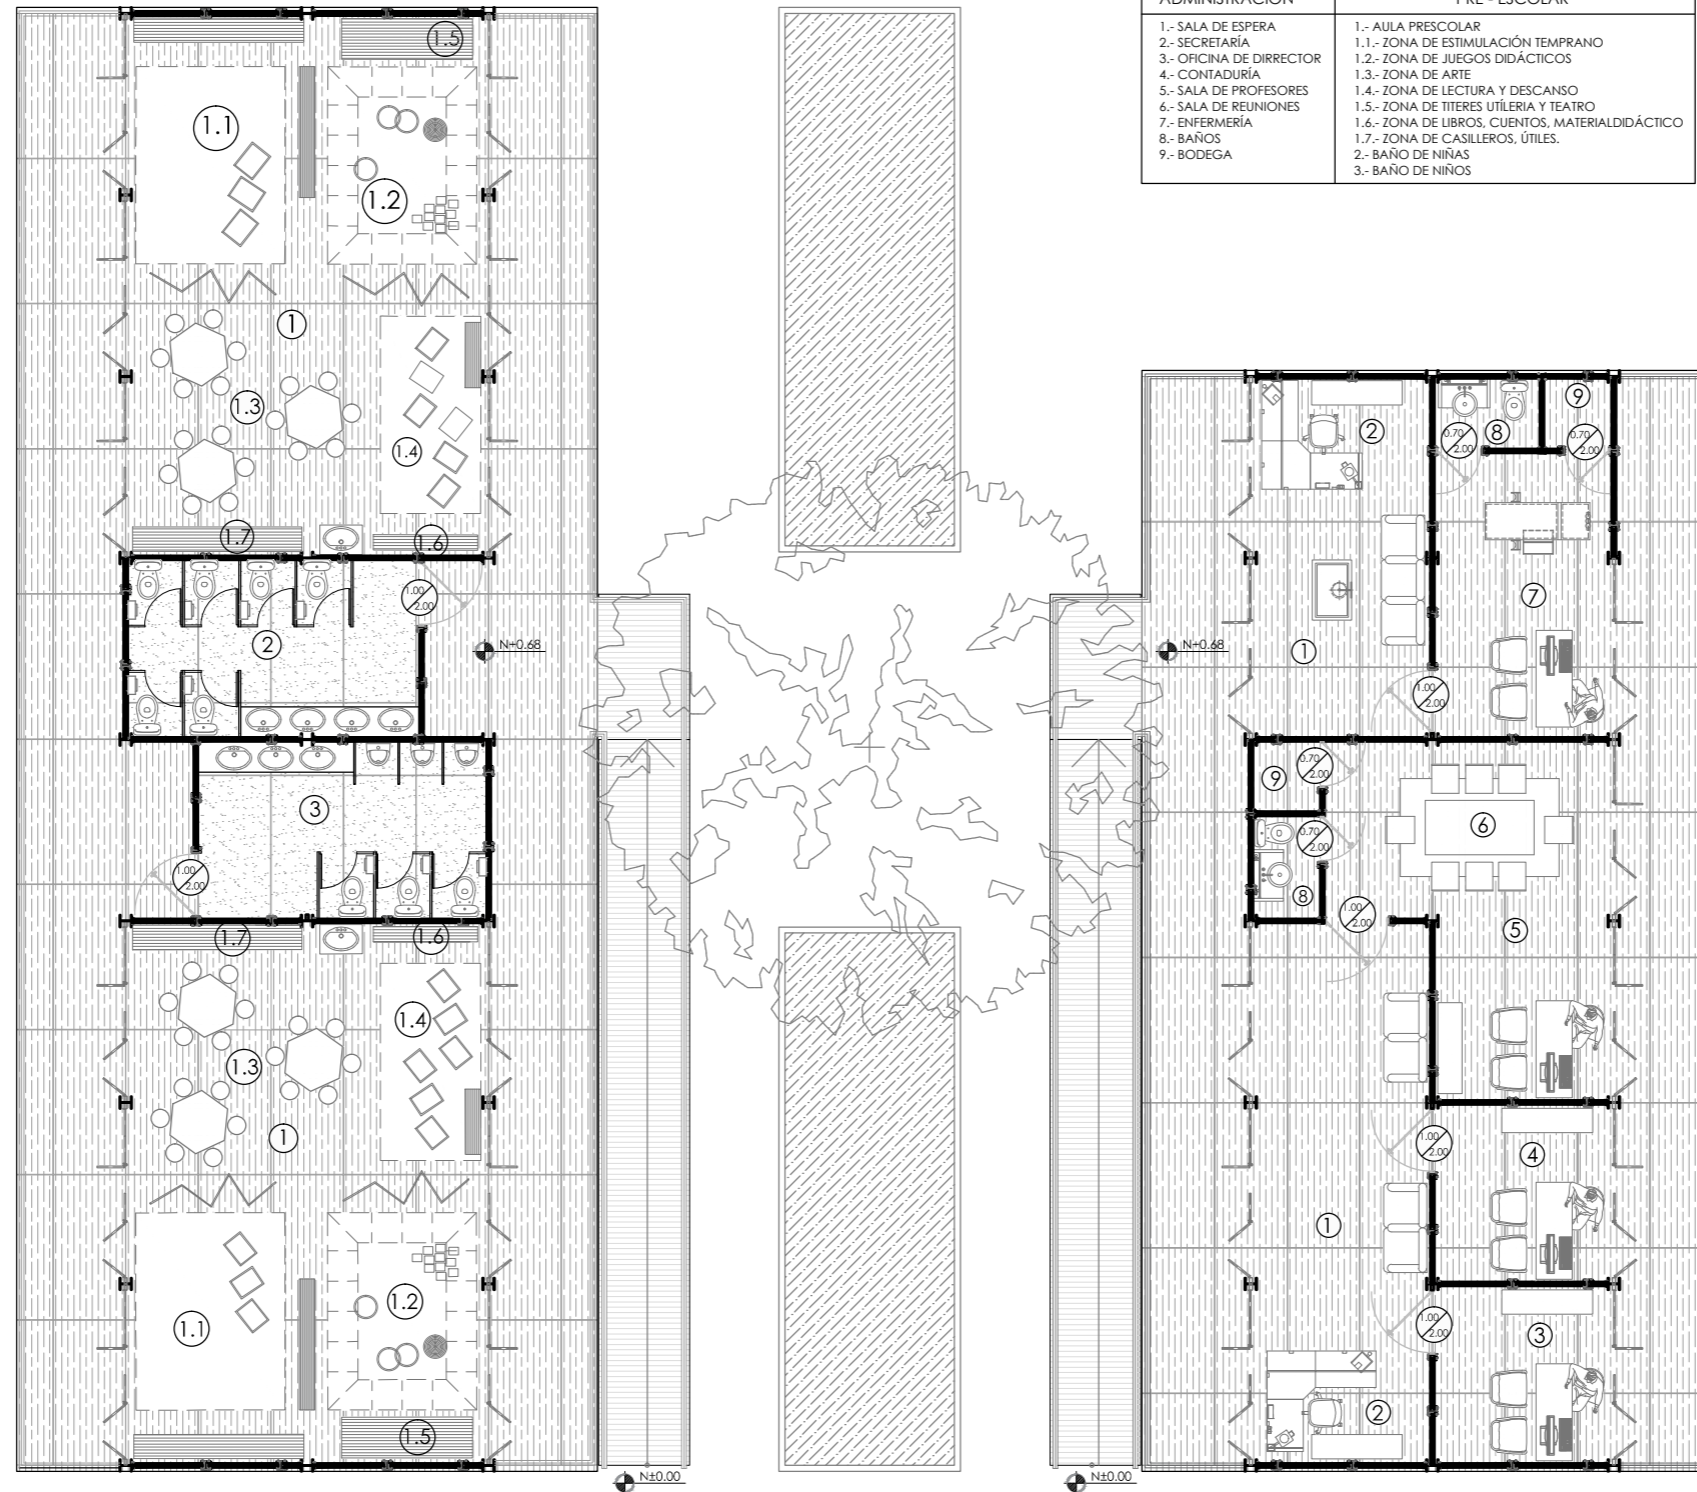 ADMINISTRACIÓN
PRE - ESCOLAR
1.- SALA DE ESPERA
2.- SECRETARÍA
3.- OFICINA DE DIRRECTOR
4.- CONTADURÍA
5.- SALA DE PROFESORES
6.- SALA DE REUNIONES
7.- ENFERMERÍA
8.- BAÑOS
9.- BODEGA
1.- AULA PRESCOLAR
1.1.- ZONA DE ESTIMULACIÓN TEMPRANO
1.2.- ZONA DE JUEGOS DIDÁCTICOS
1.3.- ZONA DE ARTE
1.4.- ZONA DE LECTURA Y DESCANSO
1.5.- ZONA DE TITERES UTÍLERIA Y TEATRO
1.6.- ZONA DE LIBROS, CUENTOS, MATERIALDIDÁCTICO
1.7.- ZONA DE CASILLEROS, ÚTILES.
2.- BAÑO DE NIÑAS
3.- BAÑO DE NIÑOS
1.5
1.1
1.2
1
1.3
1.4
1.7
1.6
1.00
2.00
2
N+0.68
3
1.00
2.00
1.7
1.6
1.4
1.3
1
1.2
1.1
1.5
N±0.00
N±0.00
9
2
8
0.70
2.00
0.70
2.00
7
N+0.68
1
1.00
2.00
9
0.70
2.00
6
0.70
2.00
8
1.00
2.00
5
1.00
2.00
4
1
1.00
2.00
3
2